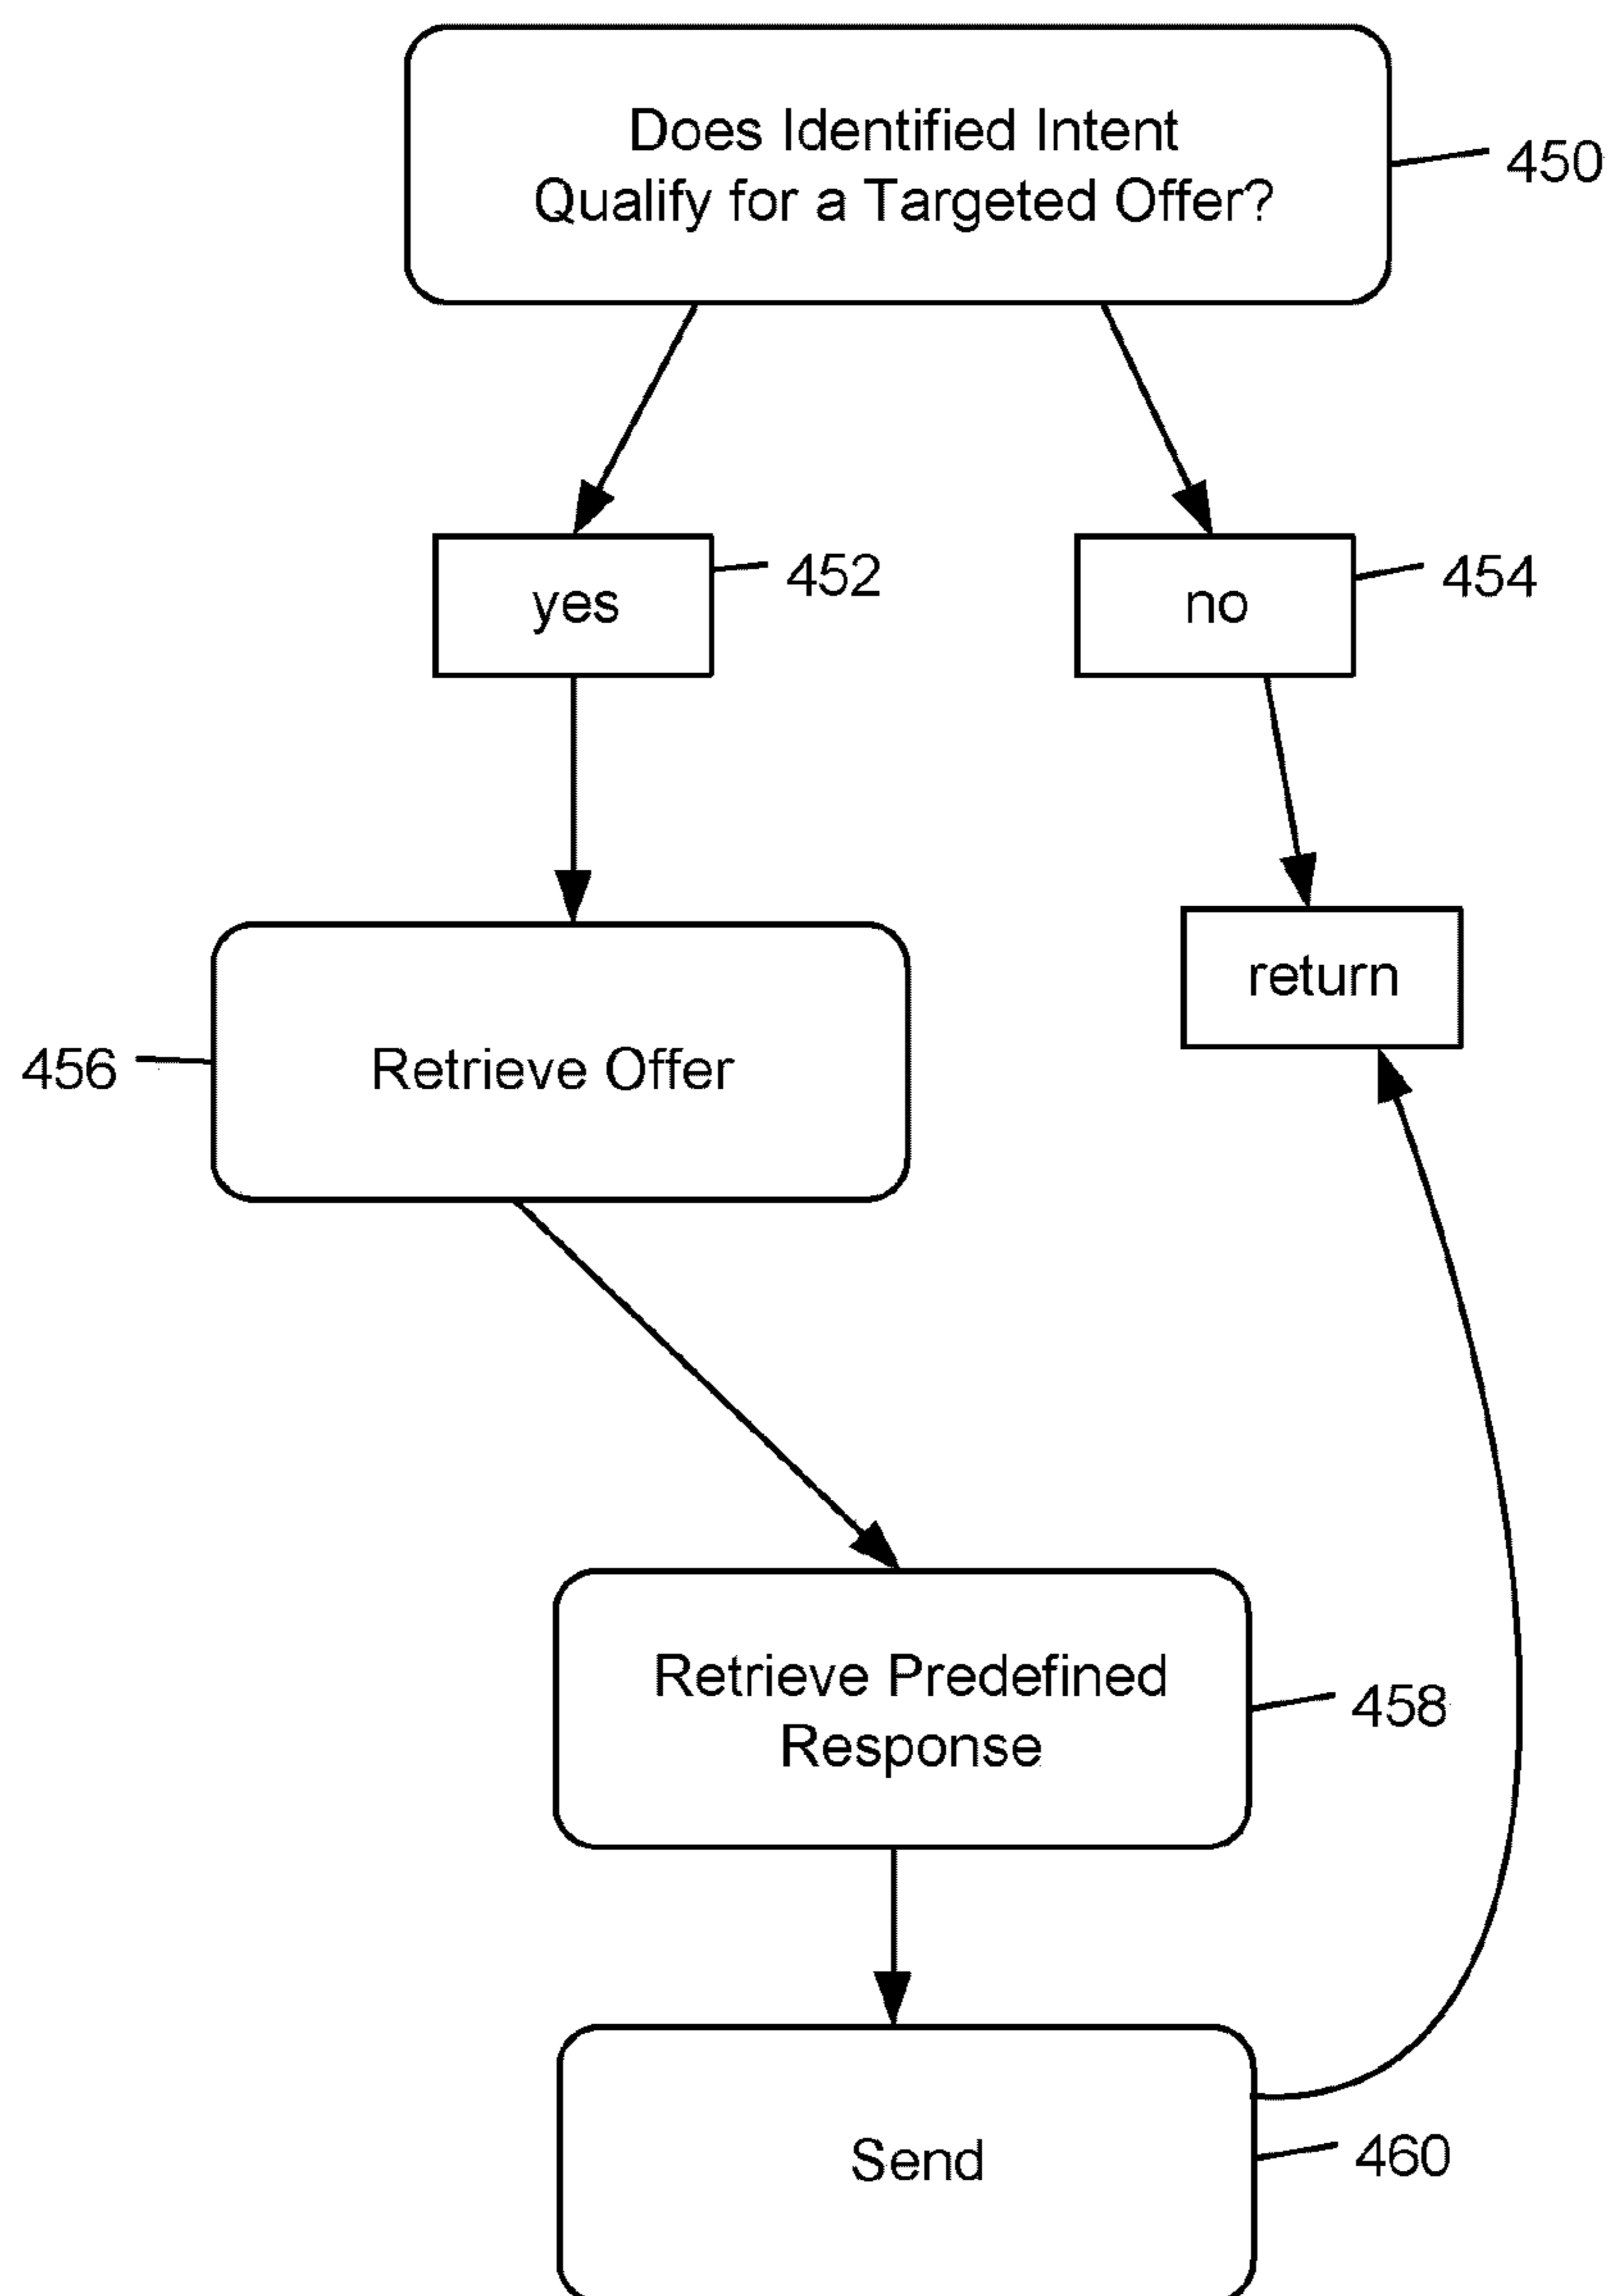 Does Identified Intent
Qualify for a Targeted Offer?
450
yes
452
no
454
return
456
Retrieve Offer
Retrieve Predefined
Response
458
Send
460